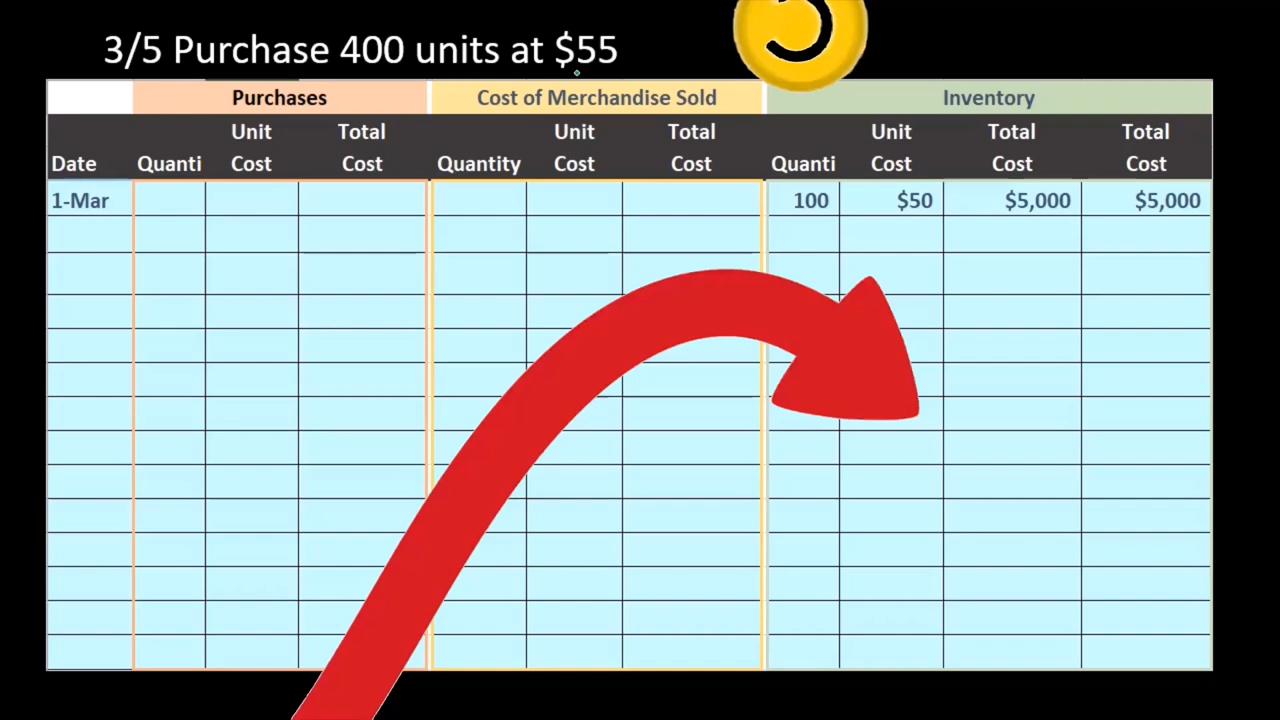 3/5 Purchase 400 units at $55
Purchases Cost of Merchandise Sold Inventory
Unit Total Unit Total Unit Total Total
Date Quanti Cost Cost Quantity Cost Cost Quanti Cost Cost Cost
1-Mar 100 $50 $5,000 $5,000